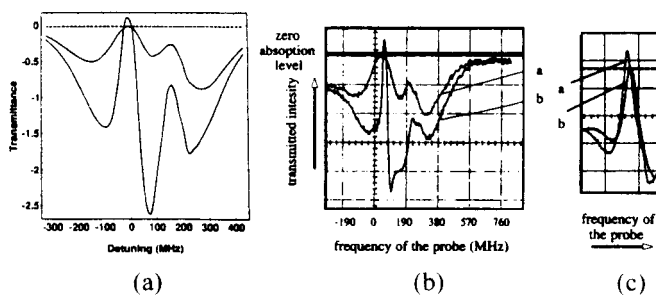 0
-.5
-1
-1.5
-2
-2.5
Transmittance
-300 -200 -100 0 100 200 300 400
Detuning (MHz)
(a)
zero
absoption
level
transmitted intesity
a
b
-190 0 190 380 570 760
frequency of the probe (MHz)
(b)
a
b
frequency of
the probe
(c)